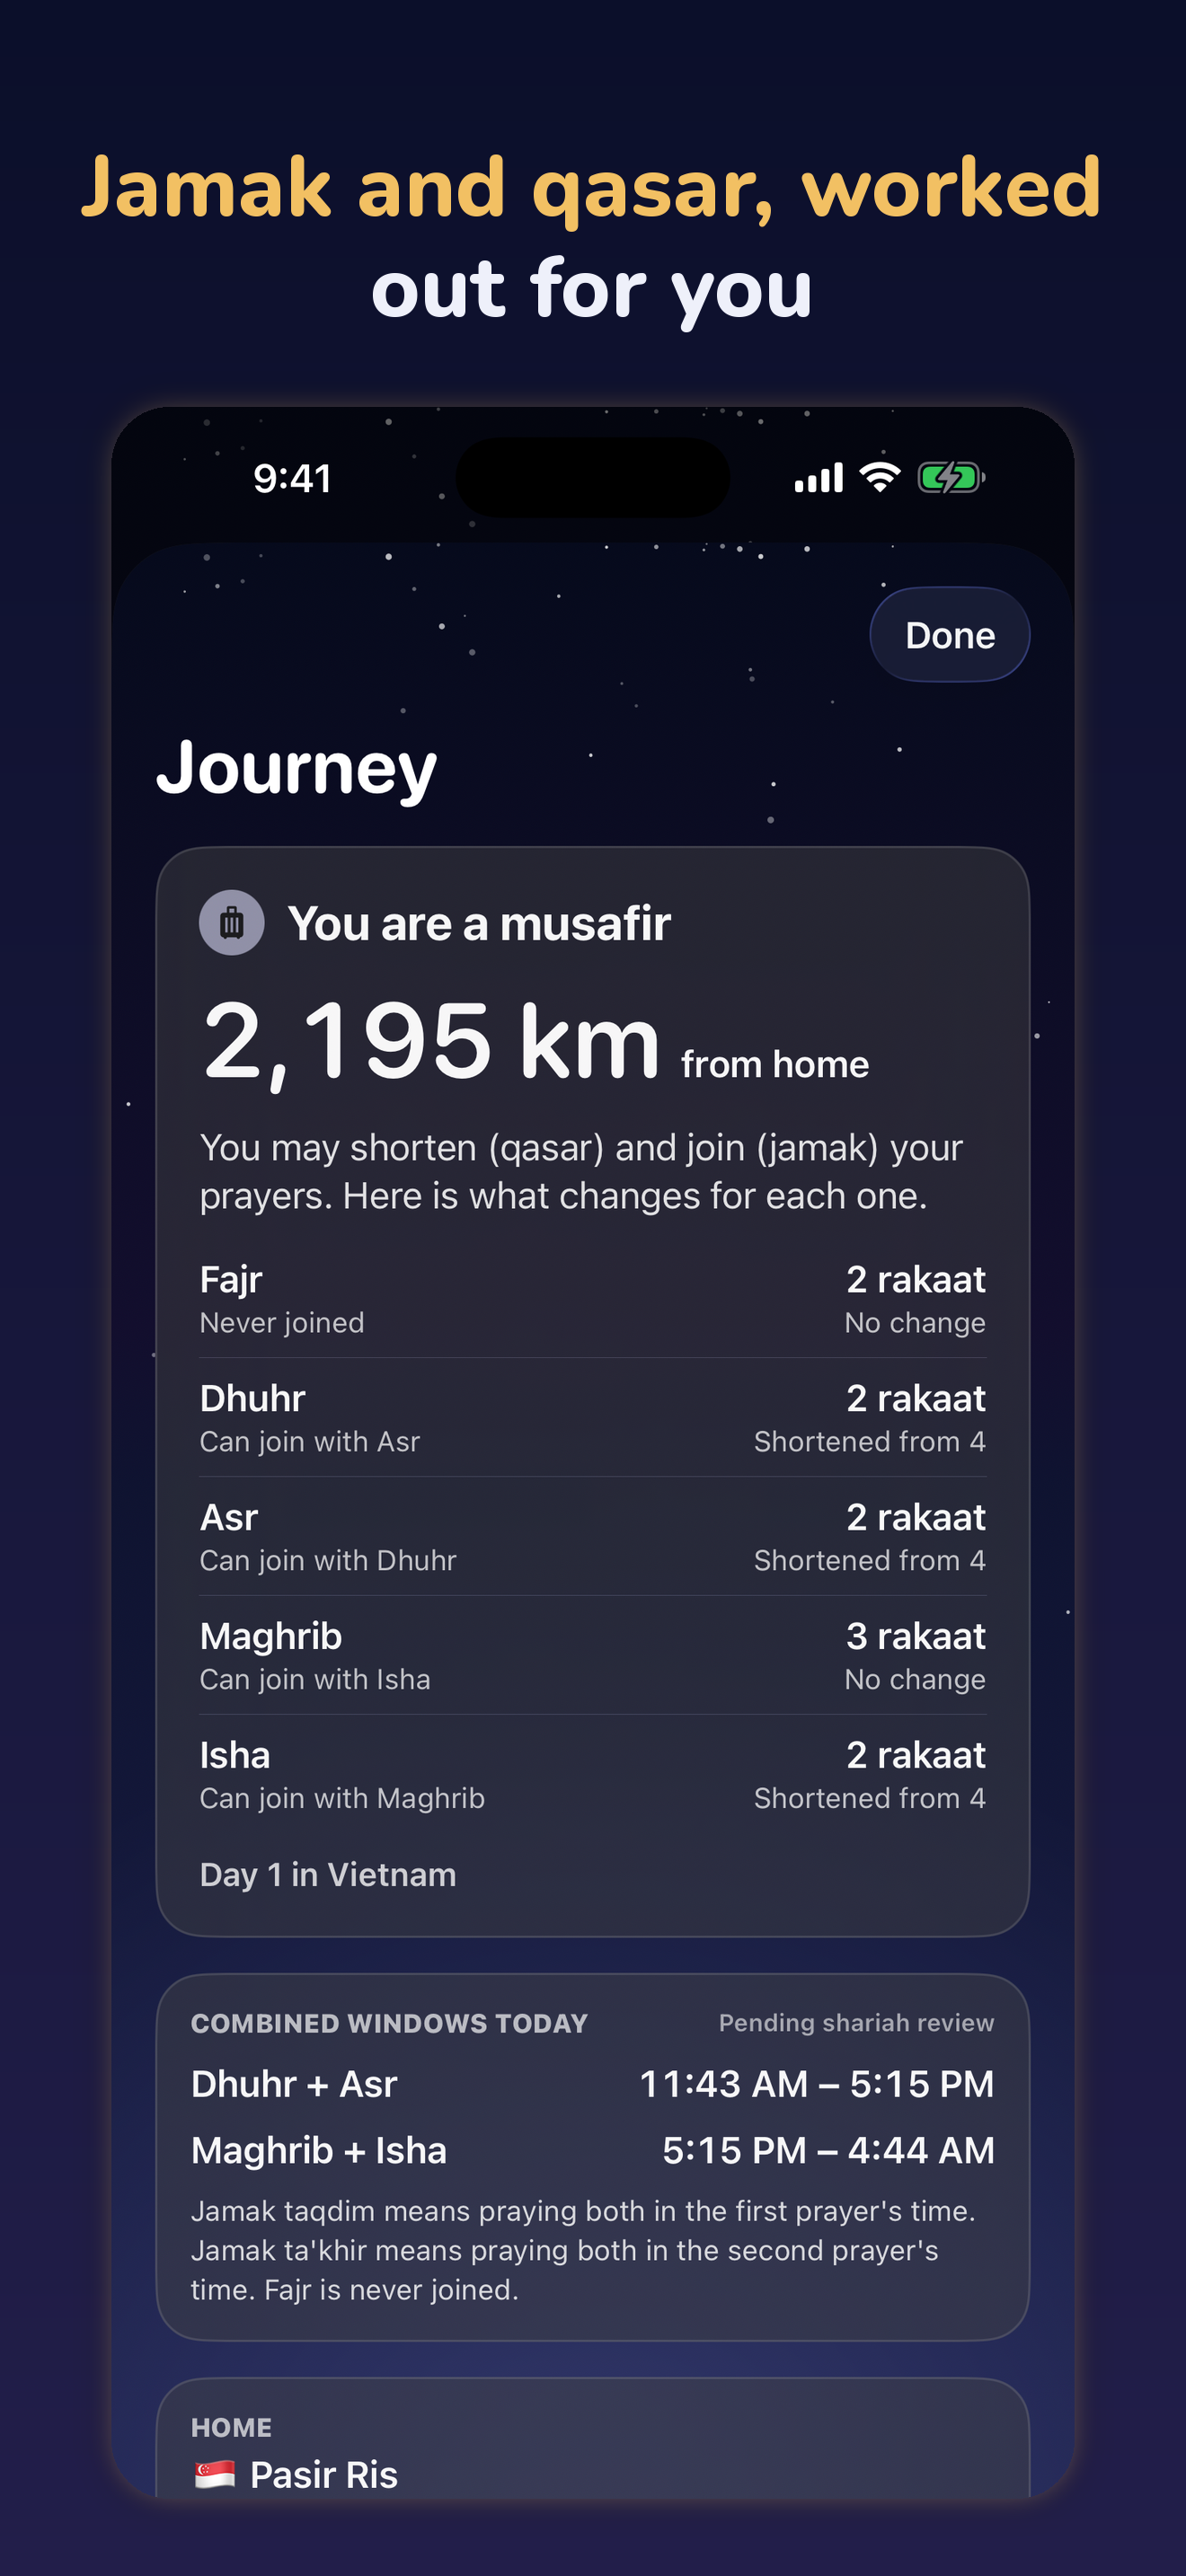 Jamak and qasar, worked
out for you
9:41
Done
Journey
You are a musafir
2,195 km from home
You may shorten (qasar) and join (jamak) your
prayers. Here is what changes for each one.
Fajr 2 rakaat
Never joined No change
Dhuhr 2 rakaat
Can join with Asr Shortened from 4
Asr 2 rakaat
Can join with Dhuhr Shortened from 4
Maghrib 3 rakaat
Can join with Isha No change
Isha 2 rakaat
Can join with Maghrib Shortened from 4
Day 1 in Vietnam
COMBINED WINDOWS TODAY Pending shariah review
Dhuhr + Asr 11:43 AM – 5:15 PM
Maghrib + Isha 5:15 PM – 4:44 AM
Jamak taqdim means praying both in the first prayer's time.
Jamak ta'khir means praying both in the second prayer's
time. Fajr is never joined.
HOME
Pasir Ris